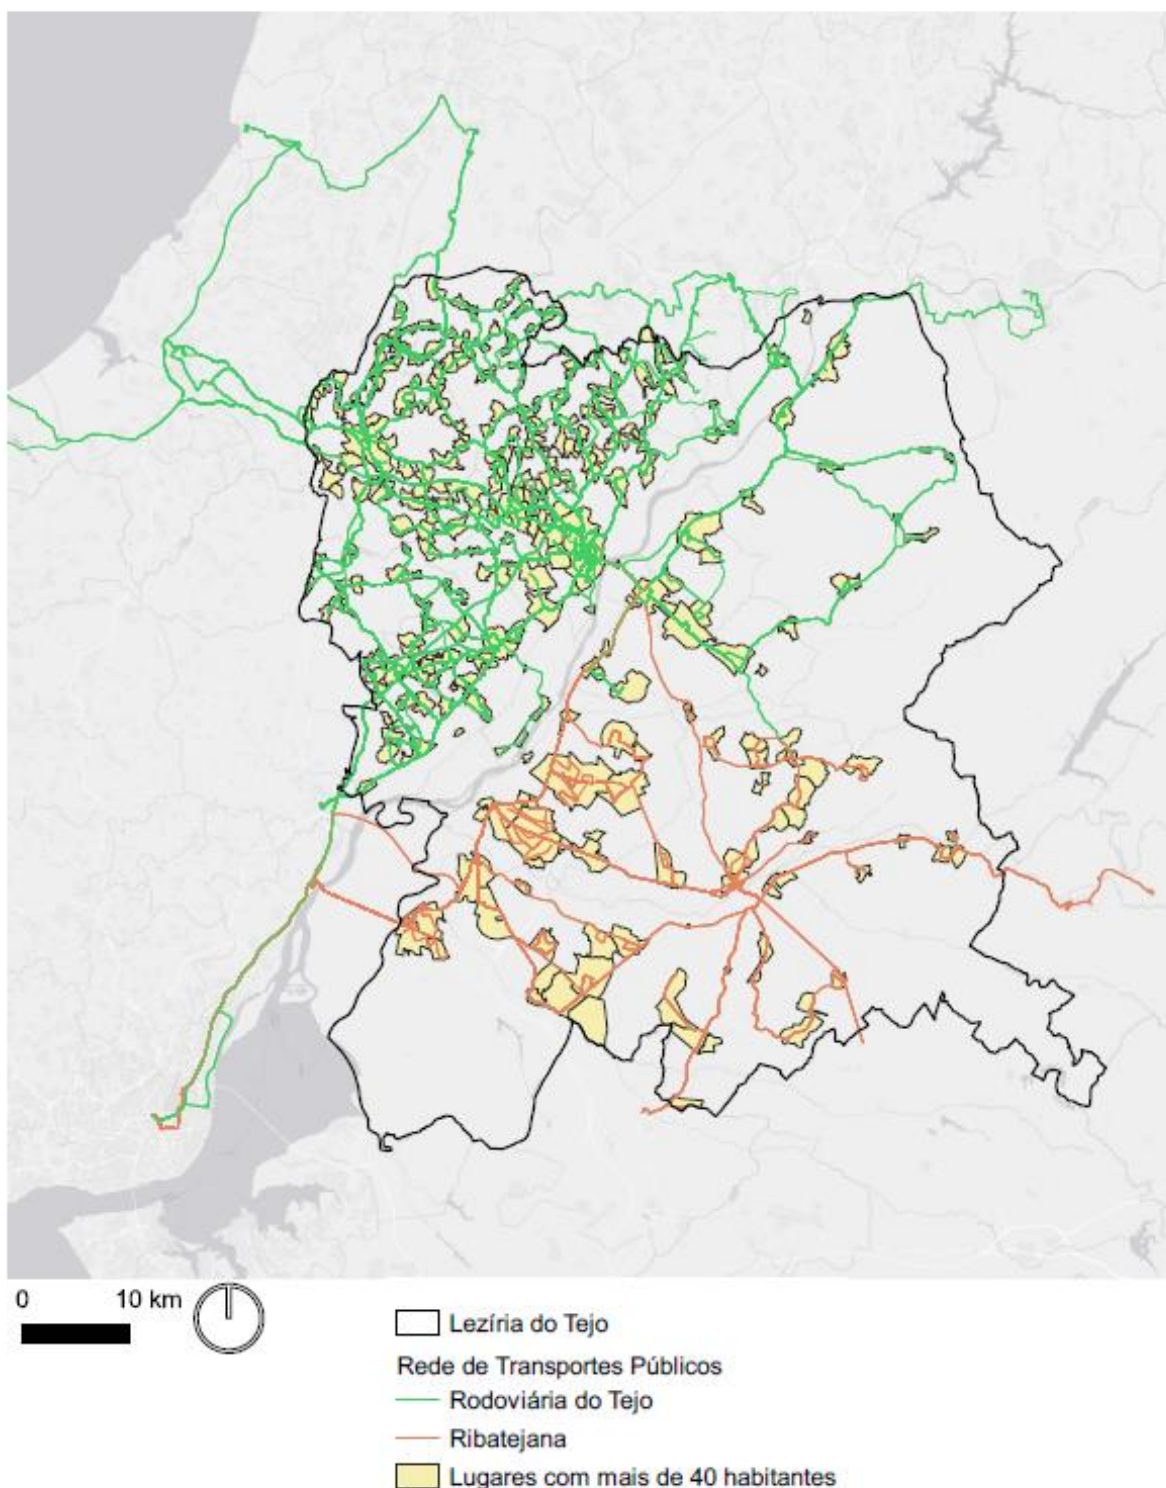 0 10 km
Lezíria do Tejo
Rede de Transportes Públicos
Rodoviária do Tejo
Ribatejana
Lugares com mais de 40 habitantes